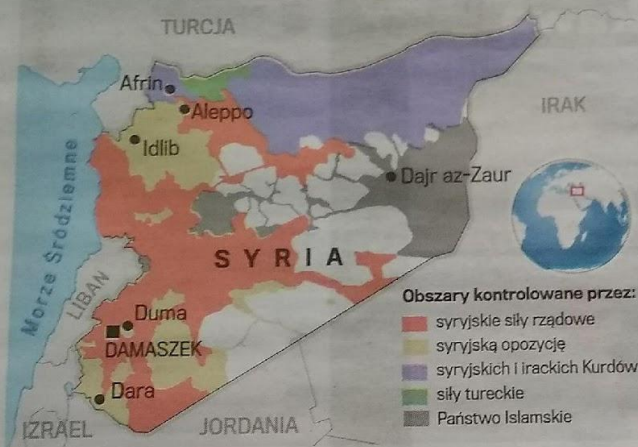 TURCJA
Afrin
Aleppo
IRAK
Idlib
Dajr az-Zaur
Morze Śródziemne
SYRIA
LIBAN
Duma
DAMASZEK
Dara
IZRAEL
JORDANIA
Obszary kontrolowane przez:
syryjskie siły rządowe
syryjską opozycję
syryjskich i irackich Kurdów
siły tureckie
Państwo Islamskie